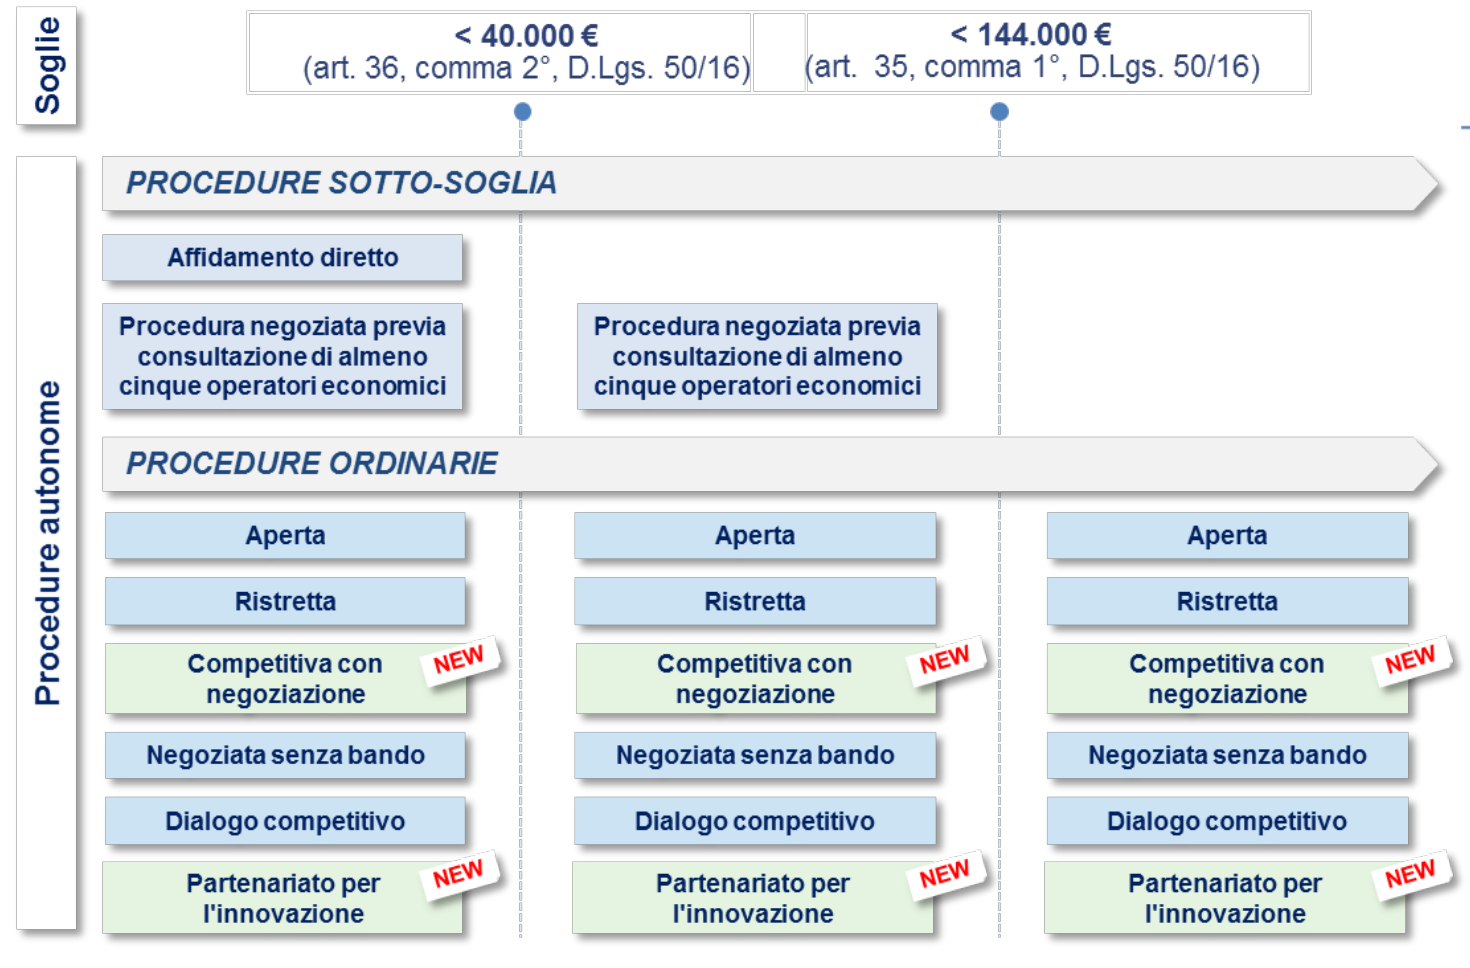 Soglie
< 40.000 €
(art. 36, comma 2°, D.Lgs. 50/16)
< 144.000 €
(art. 35, comma 1°, D.Lgs. 50/16)
Procedure autonome
PROCEDURE SOTTO-SOGLIA
Affidamento diretto
Procedura negoziata previa
consultazione di almeno
cinque operatori economici
Procedura negoziata previa
consultazione di almeno
cinque operatori economici
PROCEDURE ORDINARIE
Aperta
Aperta
Aperta
Ristretta
Ristretta
Ristretta
Competitiva con
negoziazione
NEW
Competitiva con
negoziazione
NEW
Competitiva con
negoziazione
NEW
Negoziata senza bando
Negoziata senza bando
Negoziata senza bando
Dialogo competitivo
Dialogo competitivo
Dialogo competitivo
Partenariato per
l'innovazione
NEW
Partenariato per
l'innovazione
NEW
Partenariato per
l'innovazione
NEW